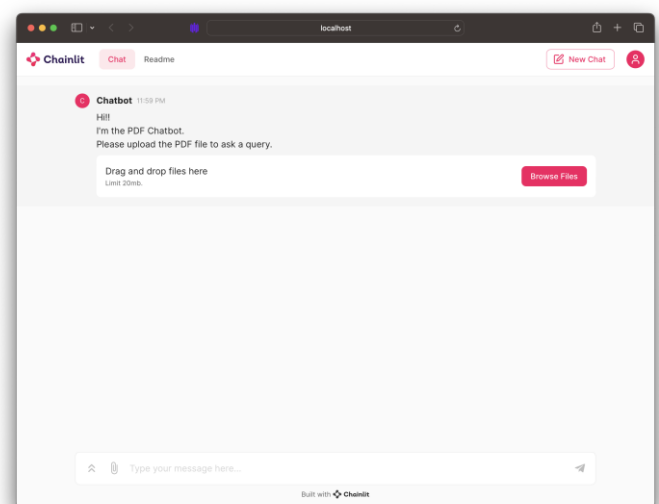 localhost
Chainlit
Chat
Readme
New Chat
C
Chatbot 11:59 PM
Hi!!
I'm the PDF Chatbot.
Please upload the PDF file to ask a query.
Drag and drop files here
Limit 20mb.
Browse Files
Type your message here...
Built with Chainlit